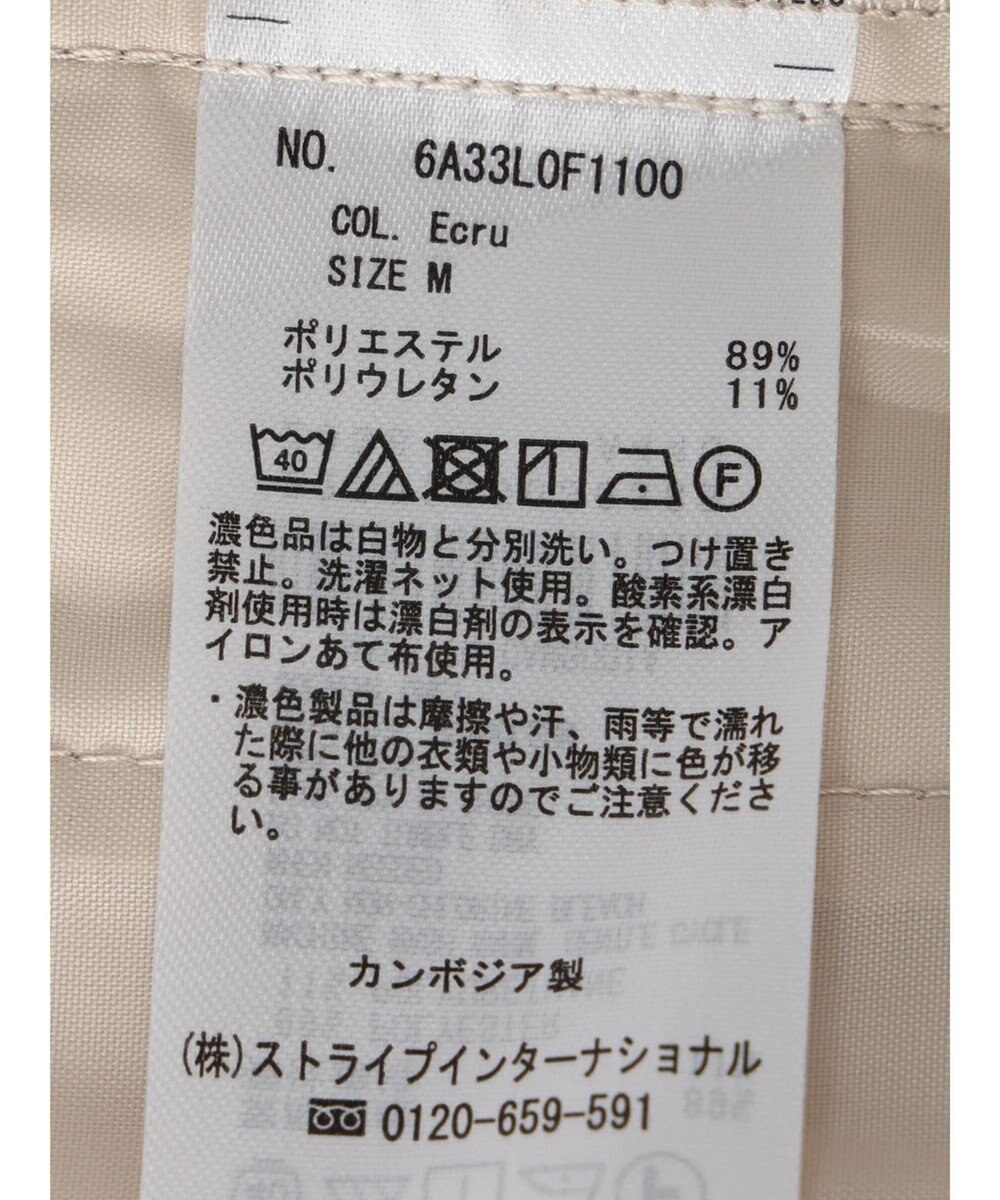 NO. 6A33L0F1100
COL. Ecru
SIZE M
ポリエステル 89%
ポリウレタン 11%
40 F
濃色品は白物と分別洗い。つけ置き
禁止。洗濯ネット使用。酸素系漂白
剤使用時は漂白剤の表示を確認。ア
イロンあて布使用。
・濃色製品は摩擦や汗、雨等で濡れ
た際に他の衣類や小物類に色が移
る事がありますのでご注意くださ
い。
カンボジア製
(株)ストライプインターナショナル
0120-659-591